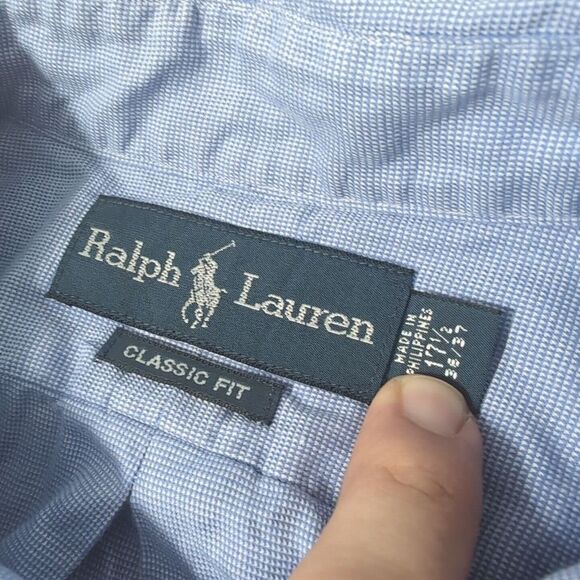 Ralph Lauren
CLASSIC FIT
MADE IN
PHILIPPINES
17 1/2
36/37